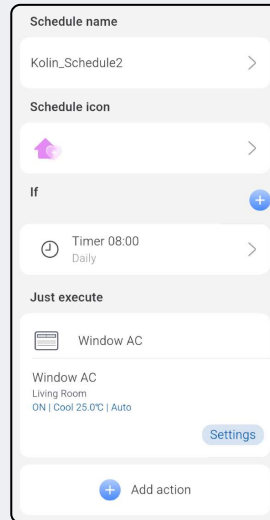 Schedule name
Kolin_Schedule2
Schedule icon
If
Timer 08:00
Daily
Just execute
Window AC
Window AC
Living Room
ON | Cool 25.0℃ | Auto
Settings
Add action